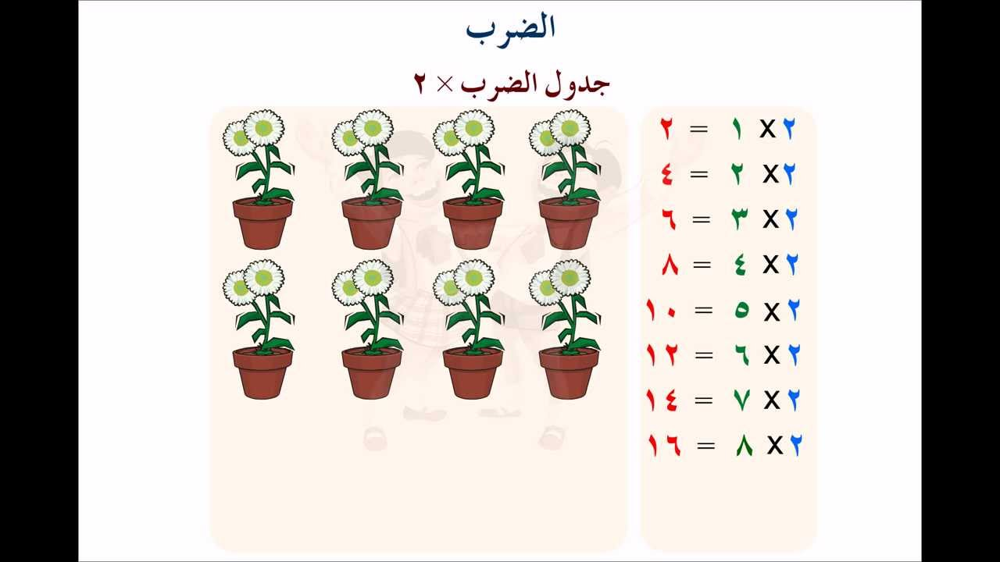 الضرب
جدول الضرب × ٢
٢ x ١ = ٢
٢ x ٢ = ٤
٢ x ٣ = ٦
٢ x ٤ = ٨
٢ x ٥ = ١٠
٢ x ٦ = ١٢
٢ x ٧ = ١٤
٢ x ٨ = ١٦